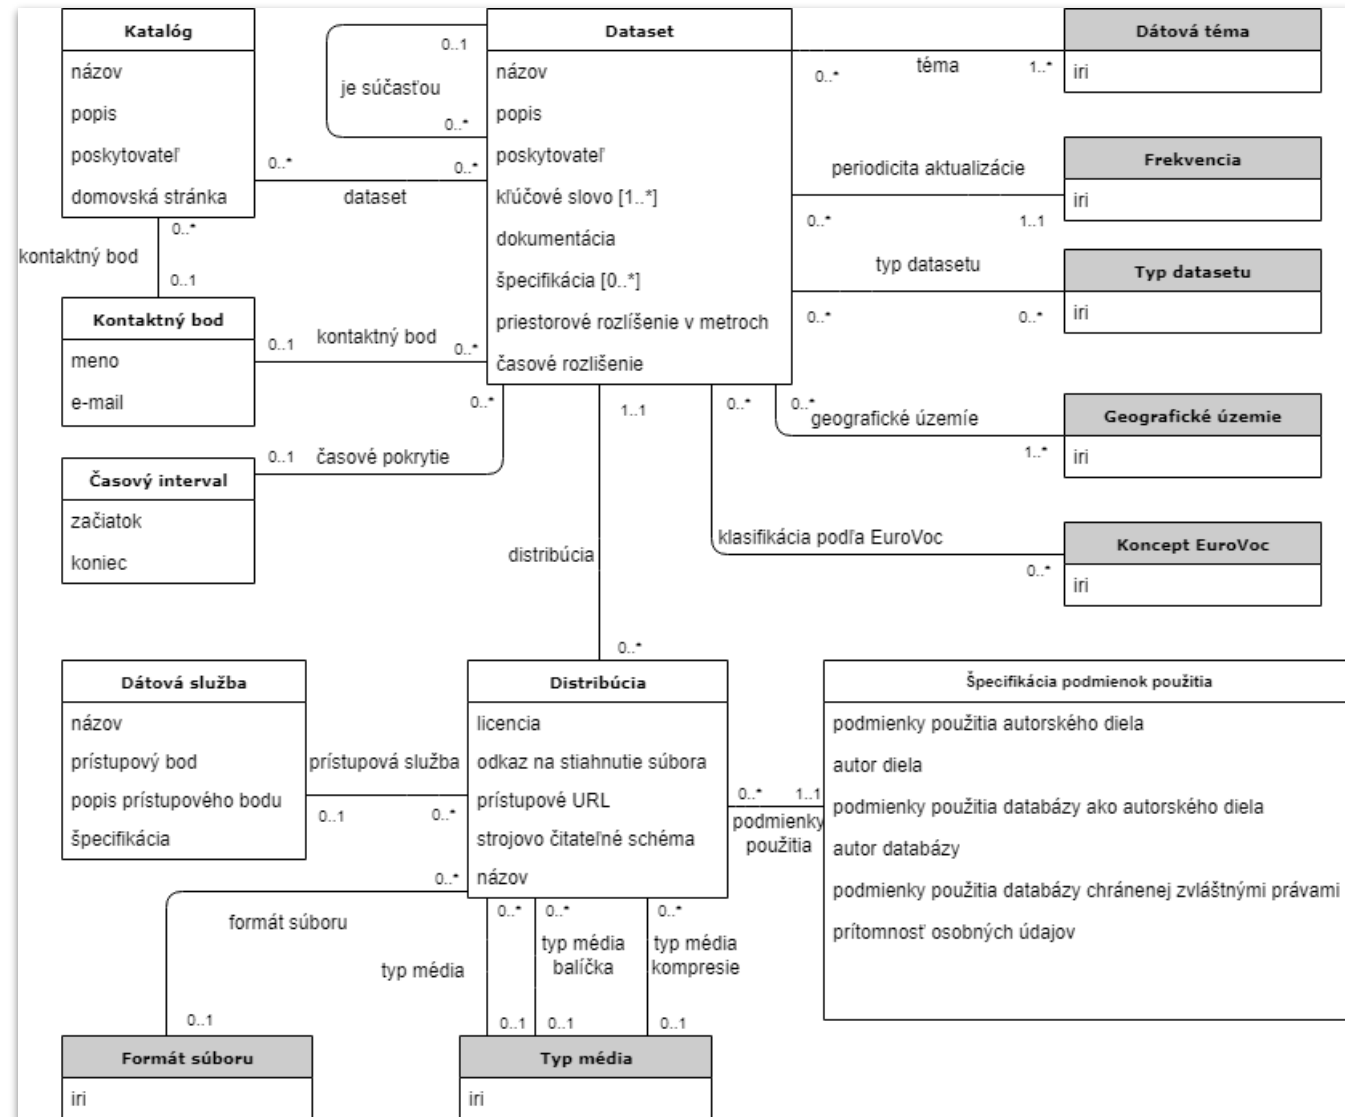 Katalóg
názov
popis
poskytovateľ
domovská stránka
0..1
je súčasťou
0..*
0..*
0..*
dataset
Dataset
názov
popis
poskytovateľ
kľúčové slovo [1..*]
dokumentácia
špecifikácia [0..*]
priestorové rozlíšenie v metroch
časové rozlišenie
0..*
téma
1..*
Dátová téma
iri
periodicita aktualizácie
0..*
1..1
Frekvencia
iri
typ datasetu
0..*
0..*
Typ datasetu
iri
0..*
kontaktný bod
0..1
Kontaktný bod
meno
e-mail
0..1
kontaktný bod
0..*
0..*
0..1
časové pokrytie
Časový interval
začiatok
koniec
1..1
distribúcia
0..*
0..*
0..*
geografické územíe
1..*
Geografické územie
iri
klasifikácia podľa EuroVoc
0..*
Koncept EuroVoc
iri
Dátová služba
názov
prístupový bod
popis prístupového bodu
špecifikácia
prístupová služba
0..1
0..*
Distribúcia
licencia
odkaz na stiahnutie súbora
prístupové URL
strojovo čitateľné schéma
názov
0..*
1..1
podmienky
použitia
Špecifikácia podmienok použitia
podmienky použitia autorského diela
autor diela
podmienky použitia databázy ako autorského diela
autor databázy
podmienky použitia databázy chránenej zvláštnými právami
prítomnosť osobných údajov
0..*
formát súboru
0..1
0..*
typ média
0..1
0..*
typ média
balíčka
0..1
0..*
typ média
kompresie
0..1
Formát súboru
iri
Typ média
iri